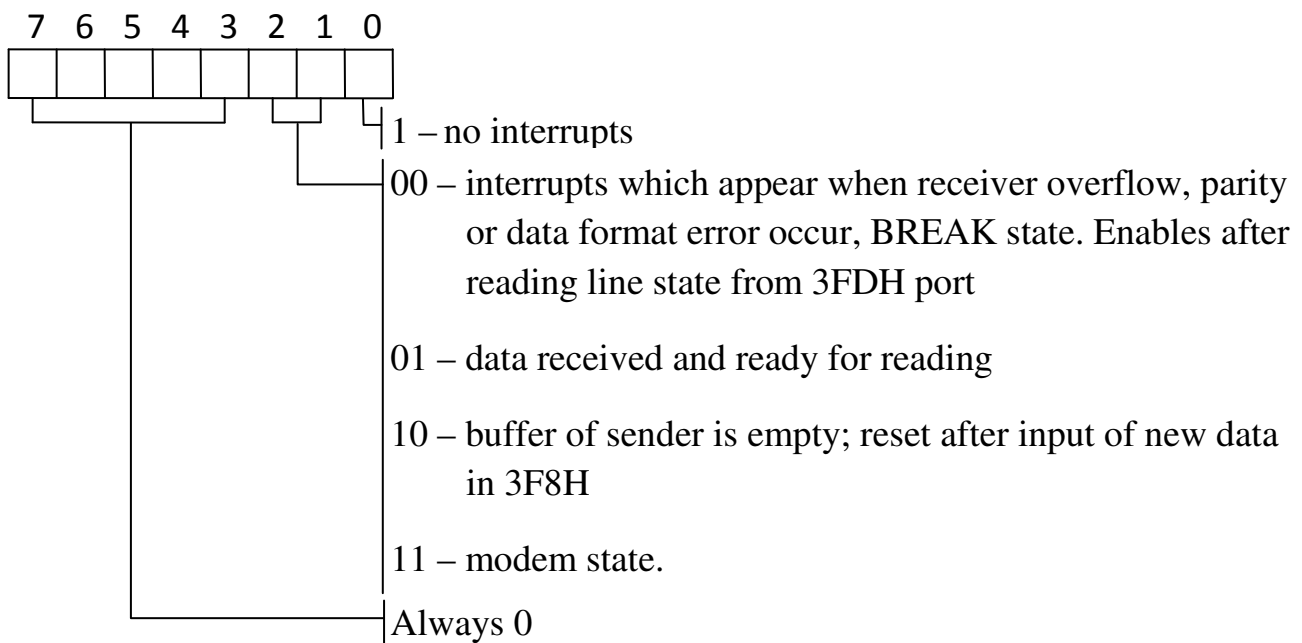 7 6 5 4 3 2 1 0
1 – no interrupts
00 – interrupts which appear when receiver overflow, parity
or data format error occur, BREAK state. Enables after
reading line state from 3FDH port
01 – data received and ready for reading
10 – buffer of sender is empty; reset after input of new data
in 3F8H
11 – modem state.
Always 0